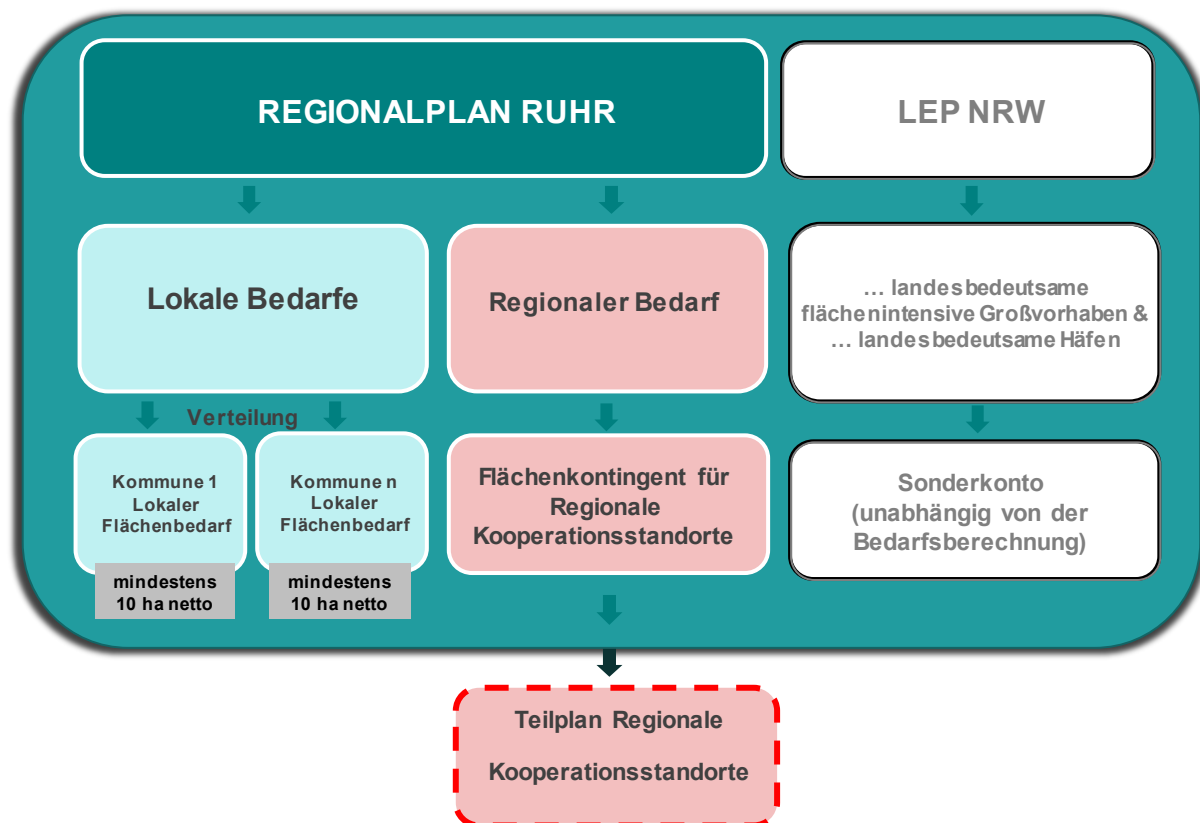 REGIONALPLAN RUHR
LEP NRW
Lokale Bedarfe
Regionaler Bedarf
... landesbedeutsame
flächenintensive Großvorhaben &
... landesbedeutsame Häfen
Verteilung
Kommune 1
Lokaler
Flächenbedarf
Kommune n
Lokaler
Flächenbedarf
Flächenkontingent für
Regionale
Kooperationsstandorte
Sonderkonto
(unabhängig von der
Bedarfsberechnung)
mindestens
10 ha netto
mindestens
10 ha netto
Teilplan Regionale
Kooperationsstandorte